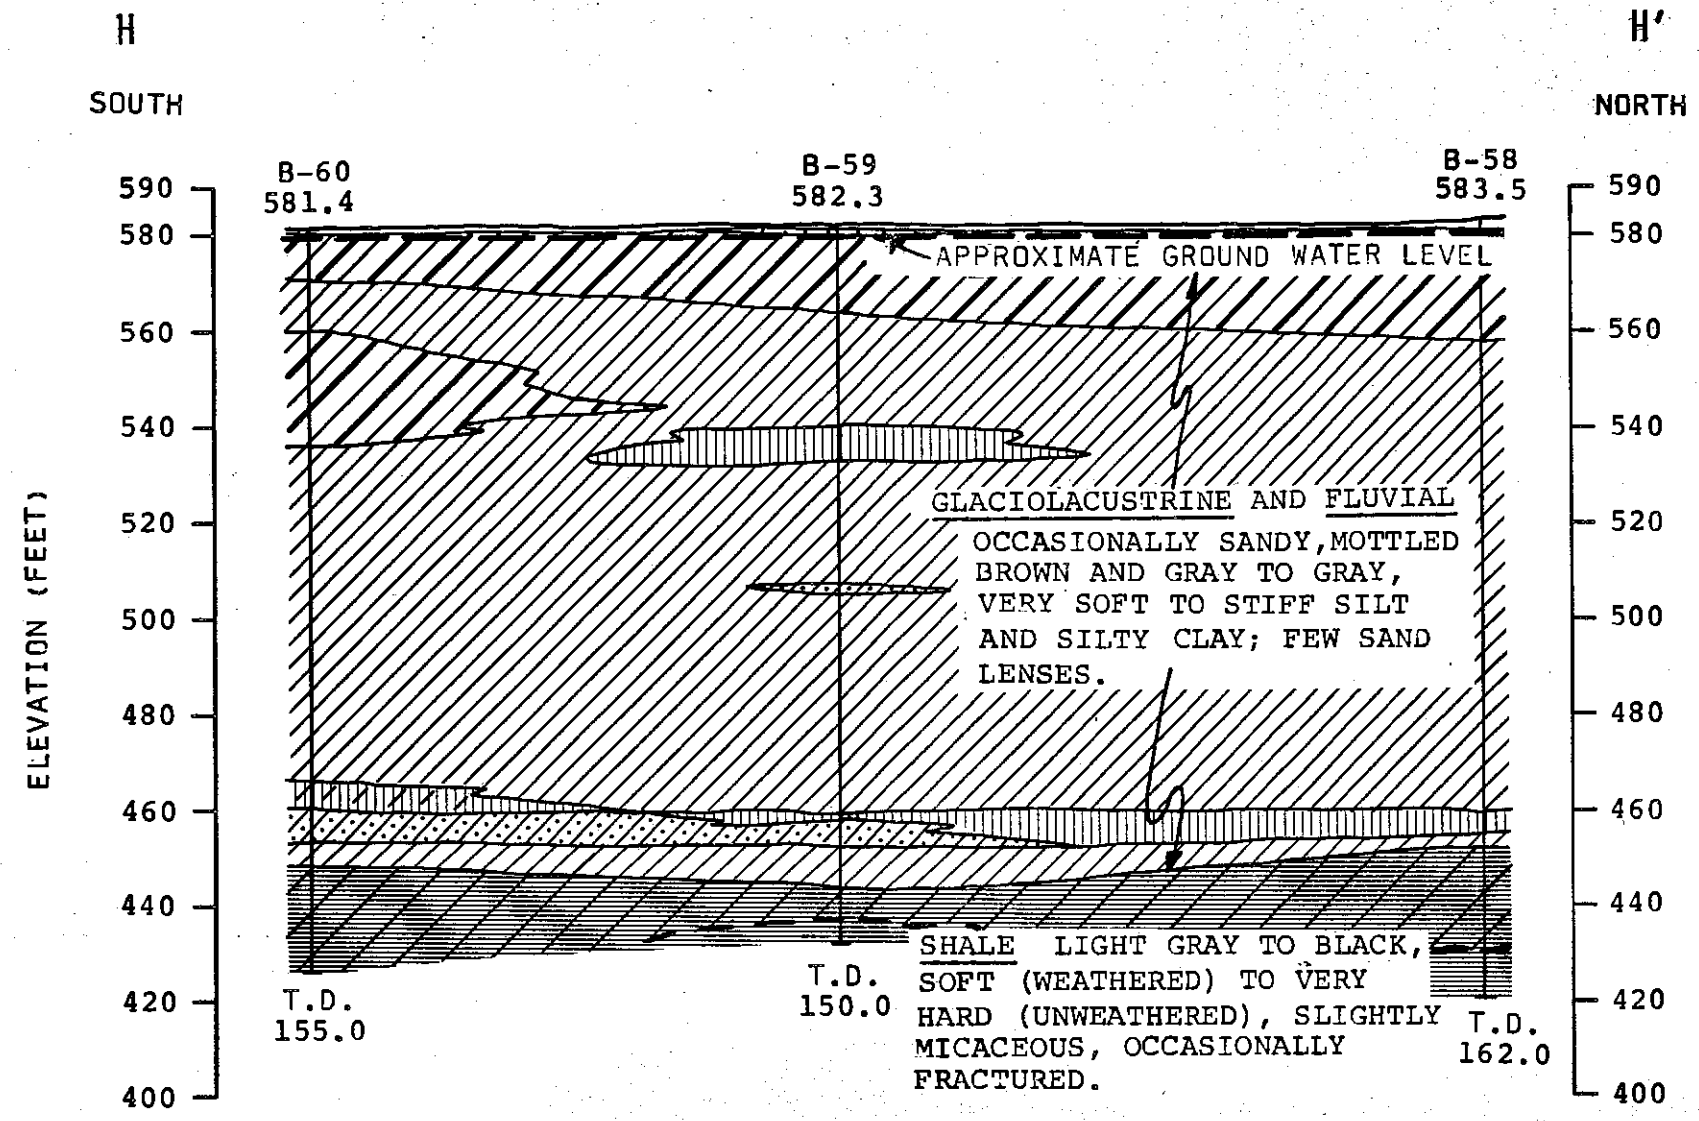 H
H'
SOUTH
NORTH
B-60
581.4
B-59
582.3
B-58
583.5
590
580
560
540
520
500
480
460
440
420
400
ELEVATION (FEET)
590
580
560
540
520
500
480
460
440
420
400
APPROXIMATE GROUND WATER LEVEL
GLACIOLACUSTRINE AND FLUVIAL
OCCASIONALLY SANDY, MOTTLED
BROWN AND GRAY TO GRAY,
VERY SOFT TO STIFF SILT
AND SILTY CLAY; FEW SAND
LENSES.
SHALE LIGHT GRAY TO BLACK,
SOFT (WEATHERED) TO VERY
HARD (UNWEATHERED), SLIGHTLY
MICACEOUS, OCCASIONALLY
FRACTURED.
T.D.
155.0
T.D.
150.0
T.D.
162.0